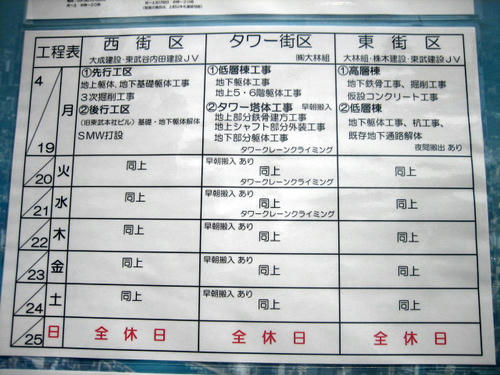 工程表 西街区 タワー街区 東街区
大成建設・東武谷内田建設JV ㈱大林組 大林組・株木建設・東武建設JV
4/19 月
①先行工区
地上躯体、地下基礎躯体工事
3次掘削工事
②後行工区
(旧東武本社ビル)基礎・地下躯体解体
SMW打設
①低層棟工事
地下躯体工事
地上5・6階躯体工事
②タワー塔体工事 早朝搬入
地上部分鉄骨建方工事
地上シャフト部分外装工事
地下部分躯体工事
タワークレーンクライミング
①高層棟
地下鉄骨工事、掘削工事
仮設コンクリート工事
②低層棟
地下躯体工事、杭工事、
既存地下通路解体
夜間搬出 あり
20 火 同上 早朝搬入 あり 同上 同上
タワークレーンクライミング
21 水 同上 早朝搬入 あり 同上 同上
タワークレーンクライミング
22 木 同上 早朝搬入 あり 同上 同上
23 金 同上 早朝搬入 あり 同上 同上
24 土 同上 早朝搬入 あり 同上 同上
25 日 全休日 全休日 全休日